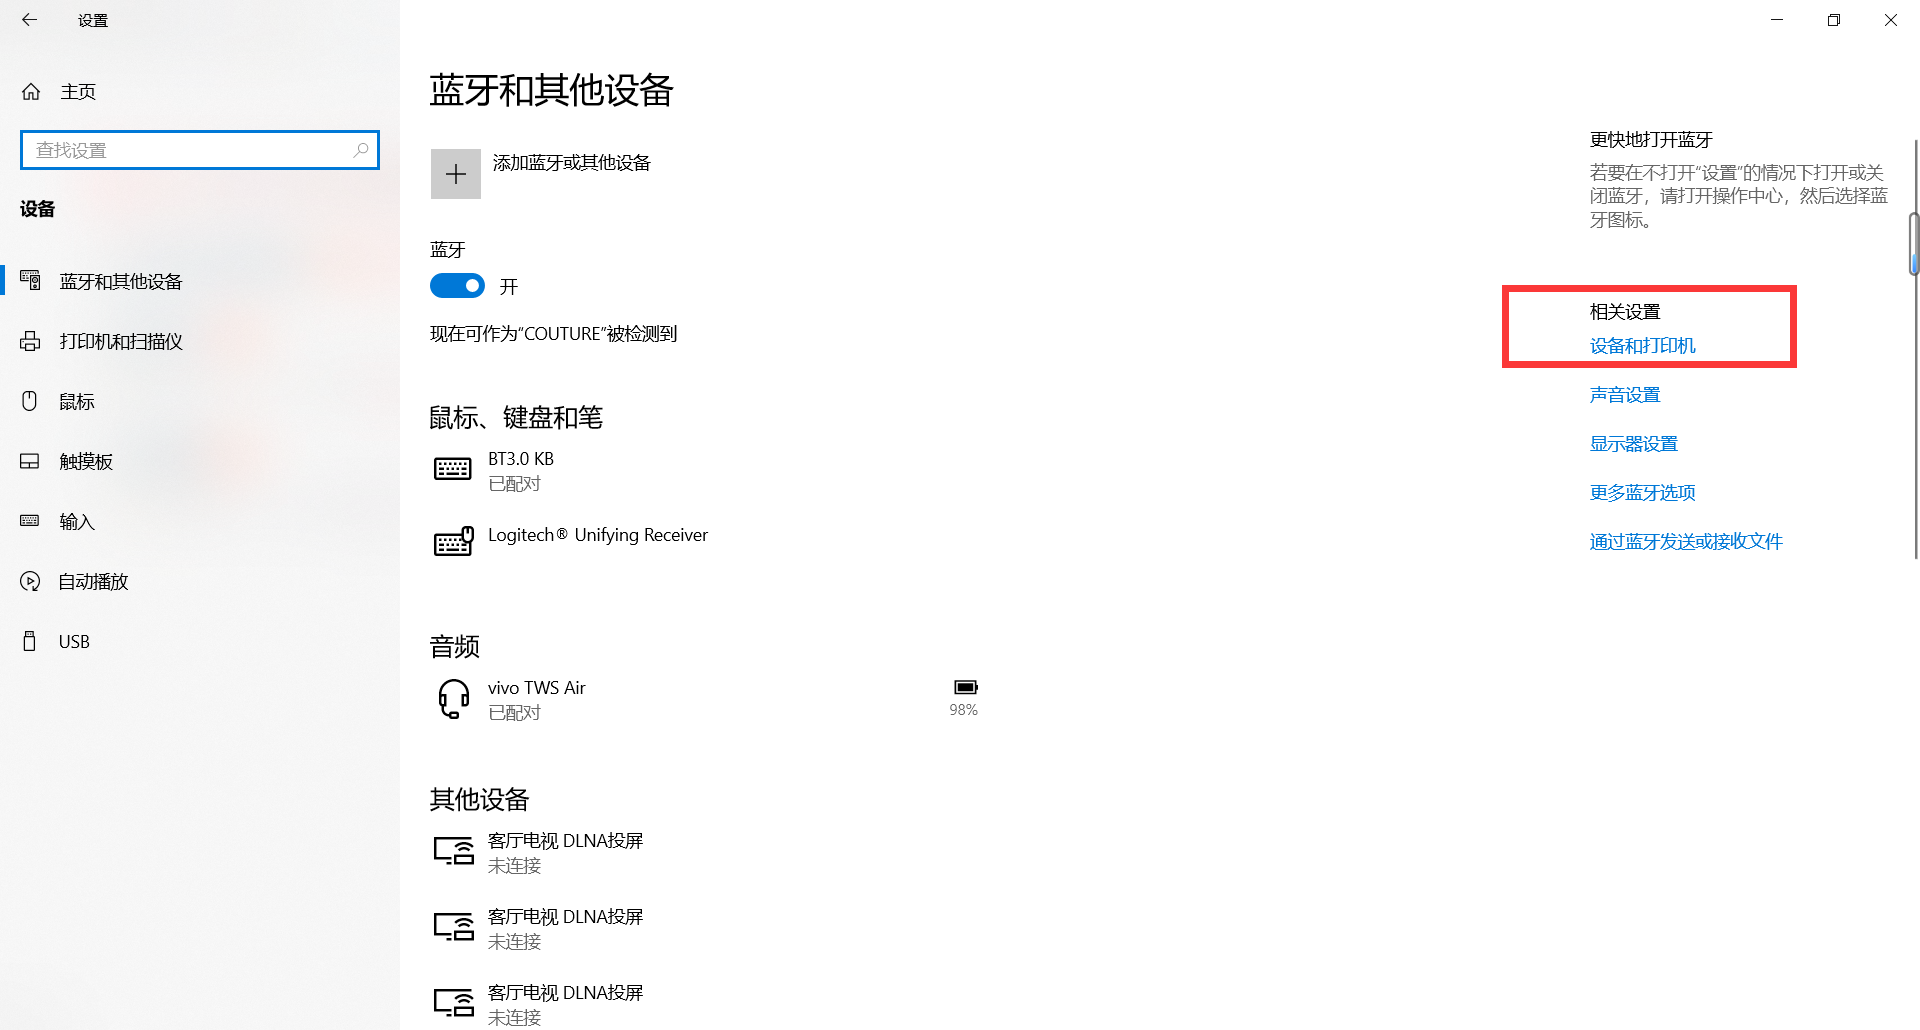 设置
主页
查找设置
设备
蓝牙和其他设备
打印机和扫描仪
鼠标
触摸板
输入
自动播放
USB
蓝牙和其他设备
添加蓝牙或其他设备
蓝牙
开
现在可作为“COUTURE”被检测到
鼠标、键盘和笔
BT3.0 KB
已配对
Logitech® Unifying Receiver
音频
vivo TWS Air
已配对
98%
其他设备
客厅电视 DLNA投屏
未连接
客厅电视 DLNA投屏
未连接
客厅电视 DLNA投屏
未连接
更快地打开蓝牙
若要在不打开“设置”的情况下打开或关
闭蓝牙，请打开操作中心，然后选择蓝
牙图标。
相关设置
设备和打印机
声音设置
显示器设置
更多蓝牙选项
通过蓝牙发送或接收文件